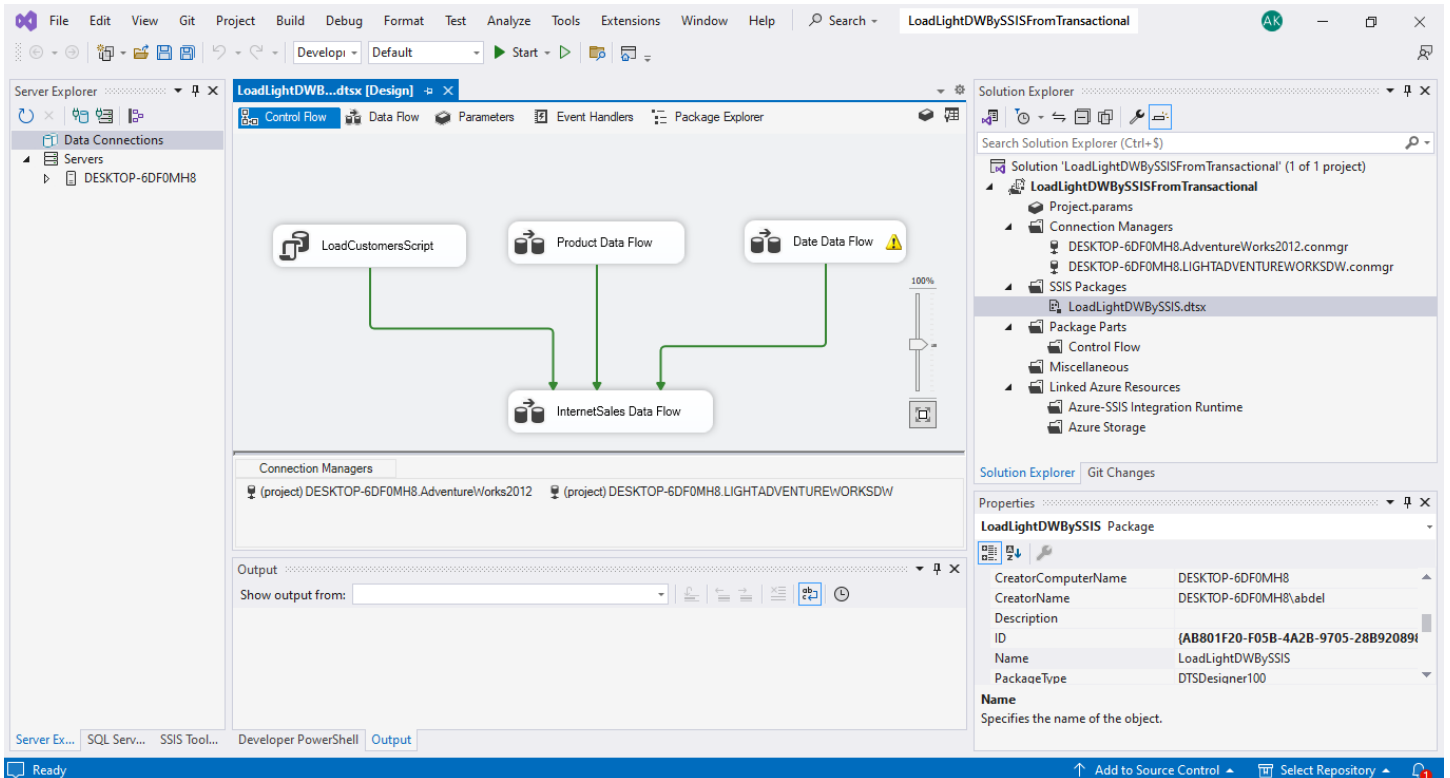 File Edit View Git Project Build Debug Format Test Analyze Tools Extensions Window Help Search LoadLightDWBySSISFromTransactional AK
Develop Default Start
Server Explorer
Data Connections
Servers
DESKTOP-6DF0MH8
LoadLightDWB...dtsx [Design]
Control Flow Data Flow Parameters Event Handlers Package Explorer
LoadCustomersScript
Product Data Flow
Date Data Flow
100%
InternetSales Data Flow
Connection Managers
(project) DESKTOP-6DF0MH8.AdventureWorks2012 (project) DESKTOP-6DF0MH8.LIGHTADVENTUREWORKSDW
Output
Show output from:
Solution Explorer
Search Solution Explorer (Ctrl+$)
Solution 'LoadLightDWBySSISFromTransactional' (1 of 1 project)
LoadLightDWBySSISFromTransactional
Project.params
Connection Managers
DESKTOP-6DF0MH8.AdventureWorks2012.conmgr
DESKTOP-6DF0MH8.LIGHTADVENTUREWORKSDW.conmgr
SSIS Packages
LoadLightDWBySSIS.dtsx
Package Parts
Control Flow
Miscellaneous
Linked Azure Resources
Azure-SSIS Integration Runtime
Azure Storage
Solution Explorer Git Changes
Properties
LoadLightDWBySSIS Package
CreatorComputerName DESKTOP-6DF0MH8
CreatorName DESKTOP-6DF0MH8\abdel
Description
ID {AB801F20-F05B-4A2B-9705-28B92089
Name LoadLightDWBySSIS
PackageType DTSDesigner100
Name
Specifies the name of the object.
Server Ex... SQL Serv... SSIS Tool... Developer PowerShell Output
Ready Add to Source Control Select Repository 1